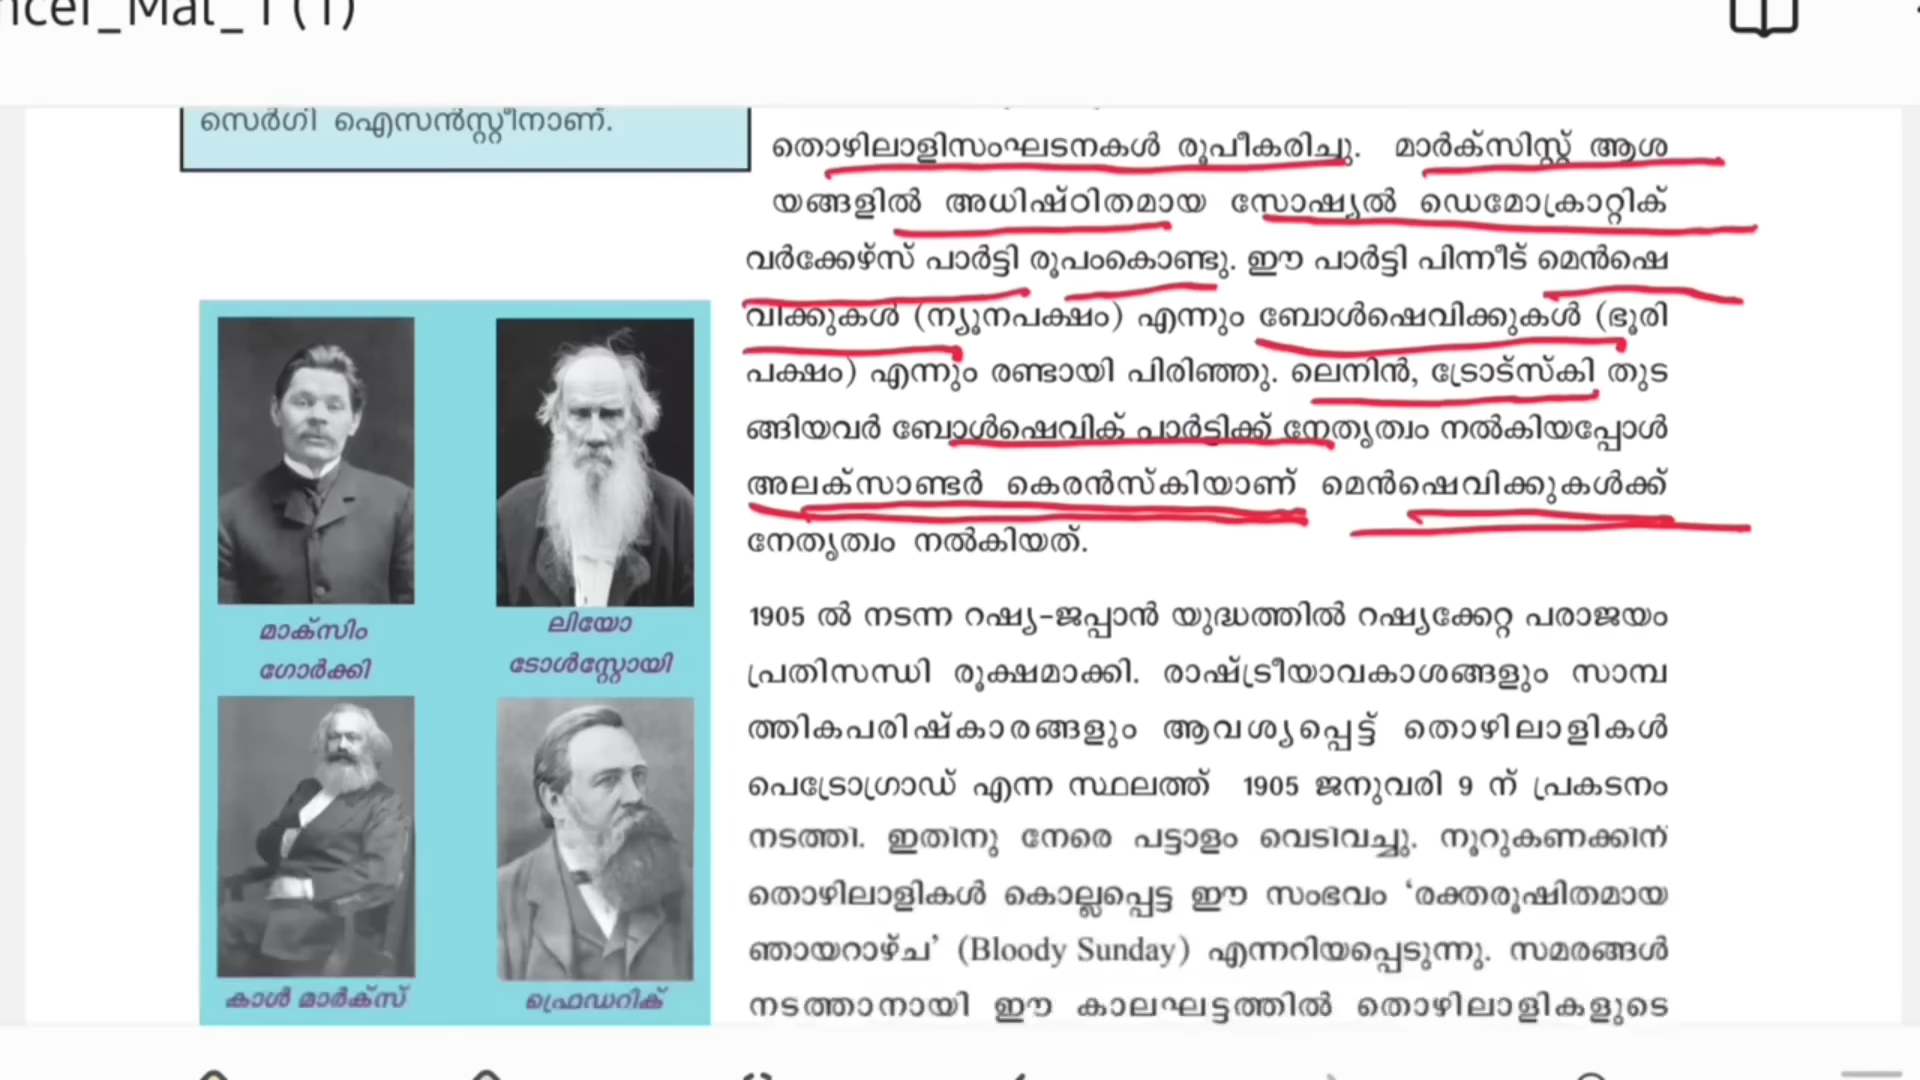 സെർഗി ഐസൻസ്റ്റീനാണ്.
തൊഴിലാളിസംഘടനകൾ രൂപീകരിച്ചു. മാർക്സിസ്റ്റ് ആശ
യങ്ങളിൽ അധിഷ്ഠിതമായ സോഷ്യൽ ഡെമോക്രാറ്റിക്
വർക്കേഴ്സ് പാർട്ടി രൂപംകൊണ്ടു. ഈ പാർട്ടി പിന്നീട് മെൻഷെ
വിക്കുകൾ (ന്യൂനപക്ഷം) എന്നും ബോൾഷെവിക്കുകൾ (ഭൂരി
പക്ഷം) എന്നും രണ്ടായി പിരിഞ്ഞു. ലെനിൻ, ട്രോട്സ്കി തുട
ങ്ങിയവർ ബോൾഷെവിക് പാർട്ടിക്ക് നേതൃത്വം നൽകിയപ്പോൾ
അലക്സാണ്ടർ കെരൻസ്കിയാണ് മെൻഷെവിക്കുകൾക്ക്
നേതൃത്വം നൽകിയത്.
1905 ൽ നടന്ന റഷ്യ-ജപ്പാൻ യുദ്ധത്തിൽ റഷ്യക്കേറ്റ പരാജയം
പ്രതിസന്ധി രൂക്ഷമാക്കി. രാഷ്ട്രീയാവകാശങ്ങളും സാമ്പ
ത്തികപരിഷ്കാരങ്ങളും ആവശ്യപ്പെട്ട് തൊഴിലാളികൾ
പെട്രോഗ്രാഡ് എന്ന സ്ഥലത്ത് 1905 ജനുവരി 9 ന് പ്രകടനം
നടത്തി. ഇതിനു നേരെ പട്ടാളം വെടിവച്ചു. നൂറുകണക്കിന്
തൊഴിലാളികൾ കൊല്ലപ്പെട്ട ഈ സംഭവം ‘രക്തരൂഷിതമായ
ഞായറാഴ്ച’ (Bloody Sunday) എന്നറിയപ്പെടുന്നു. സമരങ്ങൾ
നടത്താനായി ഈ കാലഘട്ടത്തിൽ തൊഴിലാളികളുടെ
മാക്സിം
ഗോർക്കി
ലിയോ
ടോൾസ്റ്റോയി
കാൾ മാർക്സ്
ഫ്രെഡറിക്